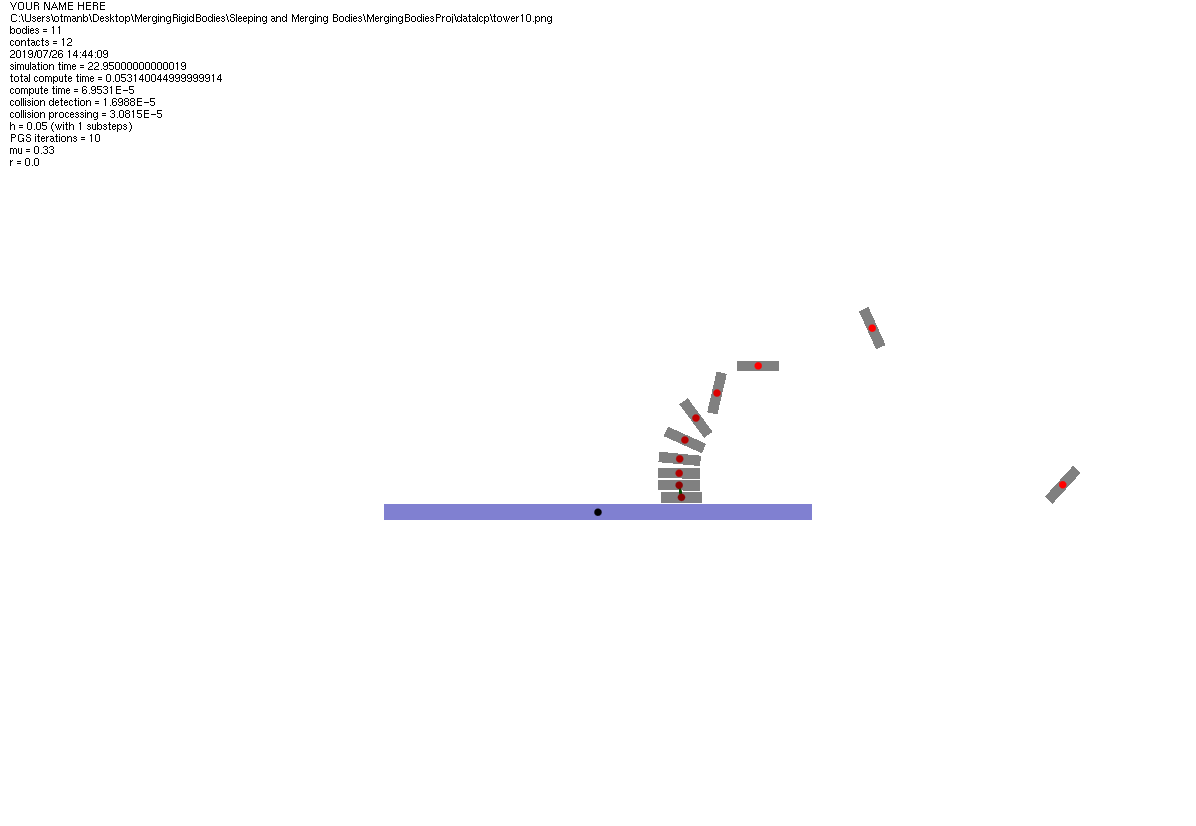 YOUR NAME HERE
C:\Users\otmanb\Desktop\MergingRigidBodies\Sleeping and Merging Bodies\MergingBodiesProj\datalcp\tower10.png
bodies = 11
contacts = 12
2019/07/26 14:44:09
simulation time = 22.95000000000019
total compute time = 0.053140044999999914
compute time = 6.9531E-5
collision detection = 1.6988E-5
collision processing = 3.0815E-5
h = 0.05 (with 1 substeps)
PGS iterations = 10
mu = 0.33
r = 0.0